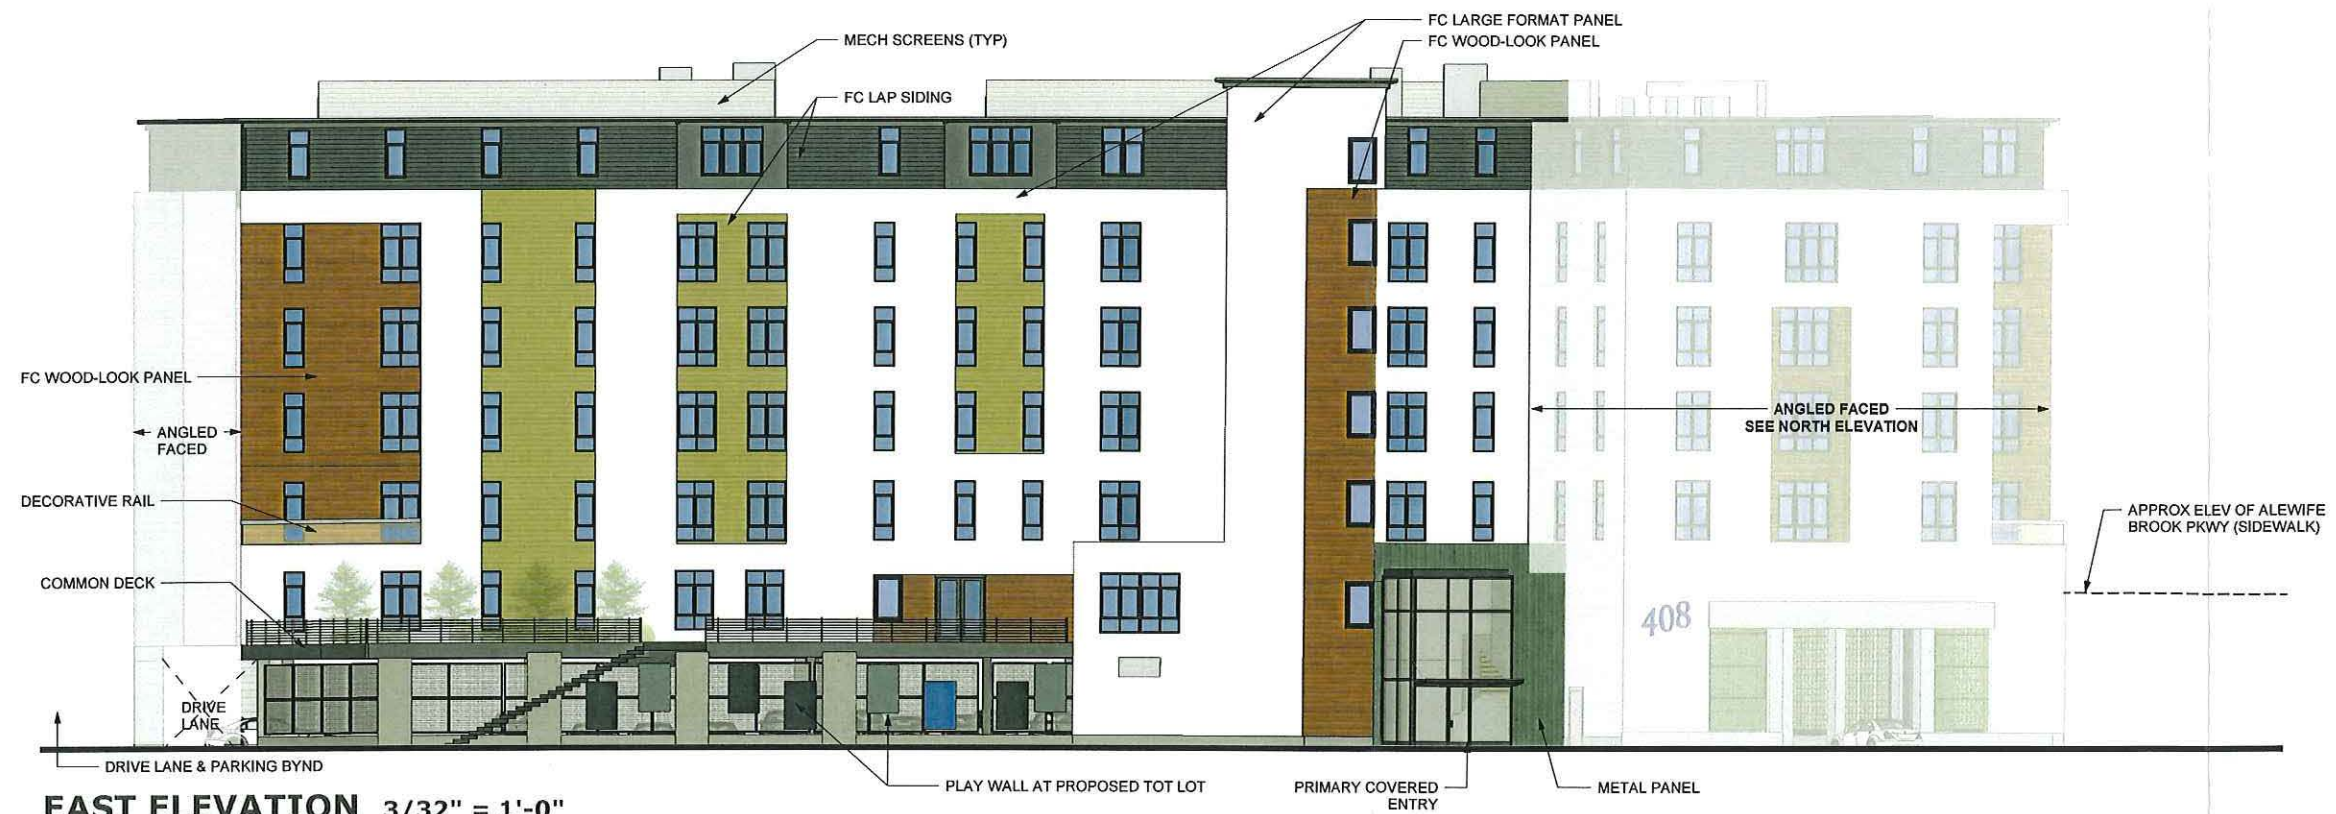 FC LARGE FORMAT PANEL
FC WOOD-LOOK PANEL
MECH SCREENS (TYP)
FC LAP SIDING
FC WOOD-LOOK PANEL
ANGLED
FACED
ANGLED FACED
SEE NORTH ELEVATION
DECORATIVE RAIL
APPROX ELEV OF ALEWIFE
BROOK PKWY (SIDEWALK)
COMMON DECK
408
DRIVE
LANE
DRIVE LANE & PARKING BYND
PLAY WALL AT PROPOSED TOT LOT
PRIMARY COVERED
ENTRY
METAL PANEL
EAST ELEVATION 3/32" = 1'-0"